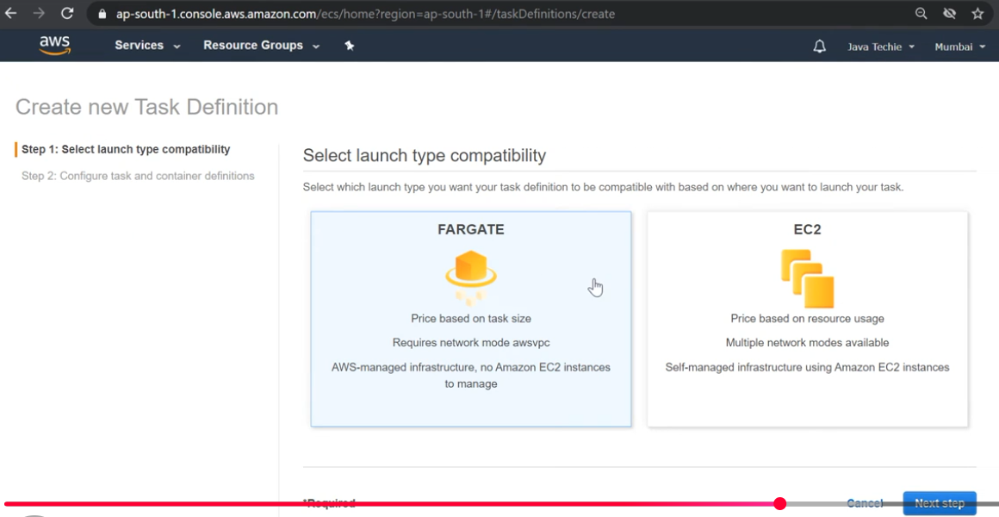 ap-south-1.console.aws.amazon.com/ecs/home?region=ap-south-1#/taskDefinitions/create
aws Services Resource Groups Java Techie Mumbai
Create new Task Definition
Step 1: Select launch type compatibility
Step 2: Configure task and container definitions
Select launch type compatibility
Select which launch type you want your task definition to be compatible with based on where you want to launch your task.
FARGATE
Price based on task size
Requires network mode awsvpc
AWS-managed infrastructure, no Amazon EC2 instances
to manage
EC2
Price based on resource usage
Multiple network modes available
Self-managed infrastructure using Amazon EC2 instances
*Required Cancel Next step